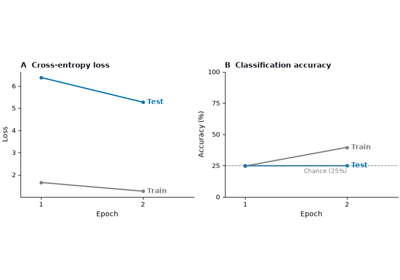 A Cross-entropy loss
6
5
4
3
2
Loss
Test
Train
1
2
Epoch
B Classification accuracy
100
75
50
25
0
Accuracy (%)
Train
Test
Chance (25%)
1
2
Epoch